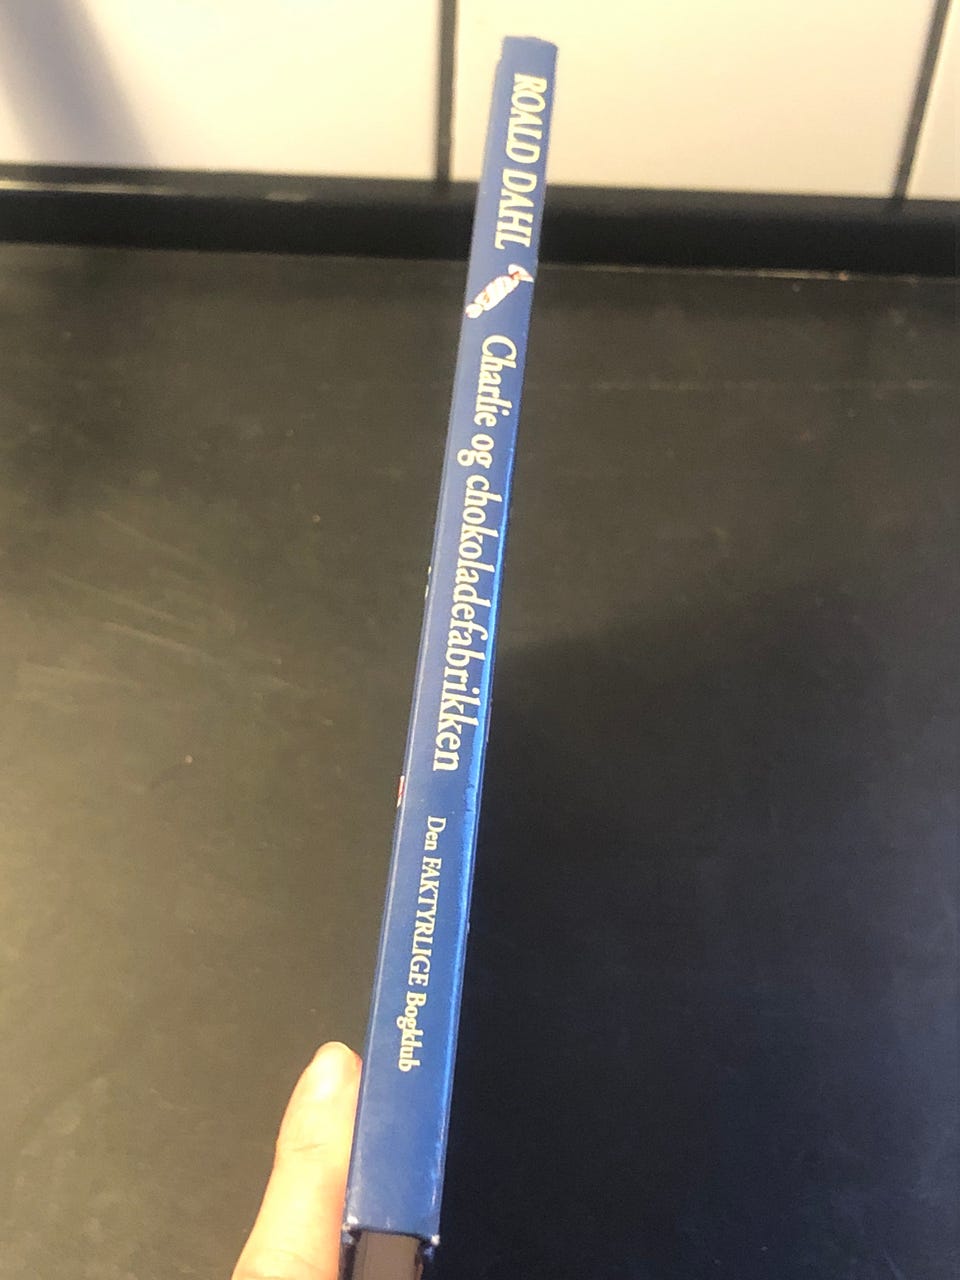 ROALD DAHL
Charlie og chokoladefabrikken
Den FAKTYRLIGE Bogklub